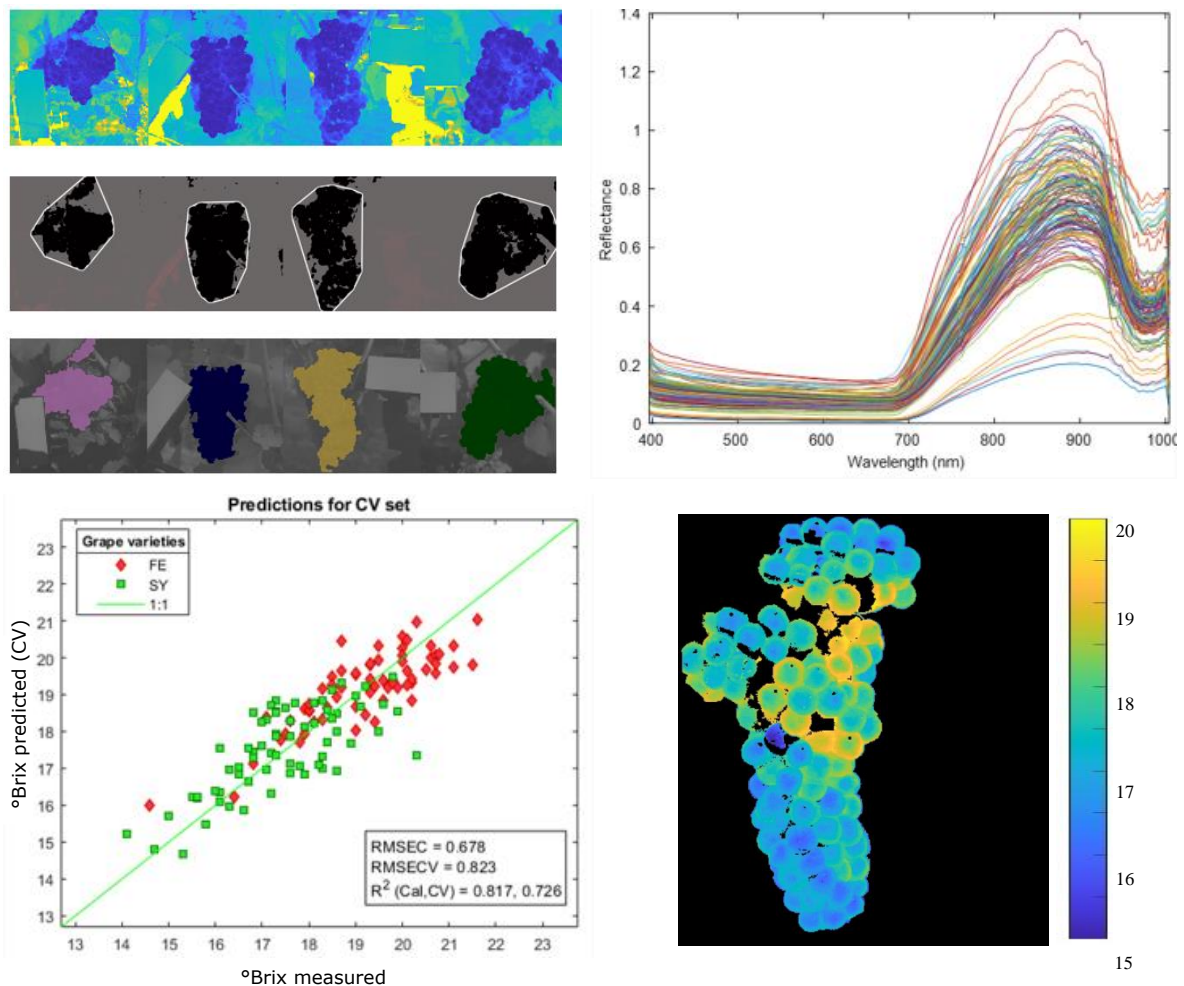 1.4
1.2
1
0.8
0.6
0.4
0.2
0
Reflectance
400 500 600 700 800 900 1000
Wavelength (nm)
Predictions for CV set
Grape varieties
FE
SY
1:1
23
22
21
20
19
18
17
16
15
14
13
°Brix predicted (CV)
RMSEC = 0.678
RMSECV = 0.823
R² (Cal,CV) = 0.817, 0.726
13 14 15 16 17 18 19 20 21 22 23
°Brix measured
20
19
18
17
16
15